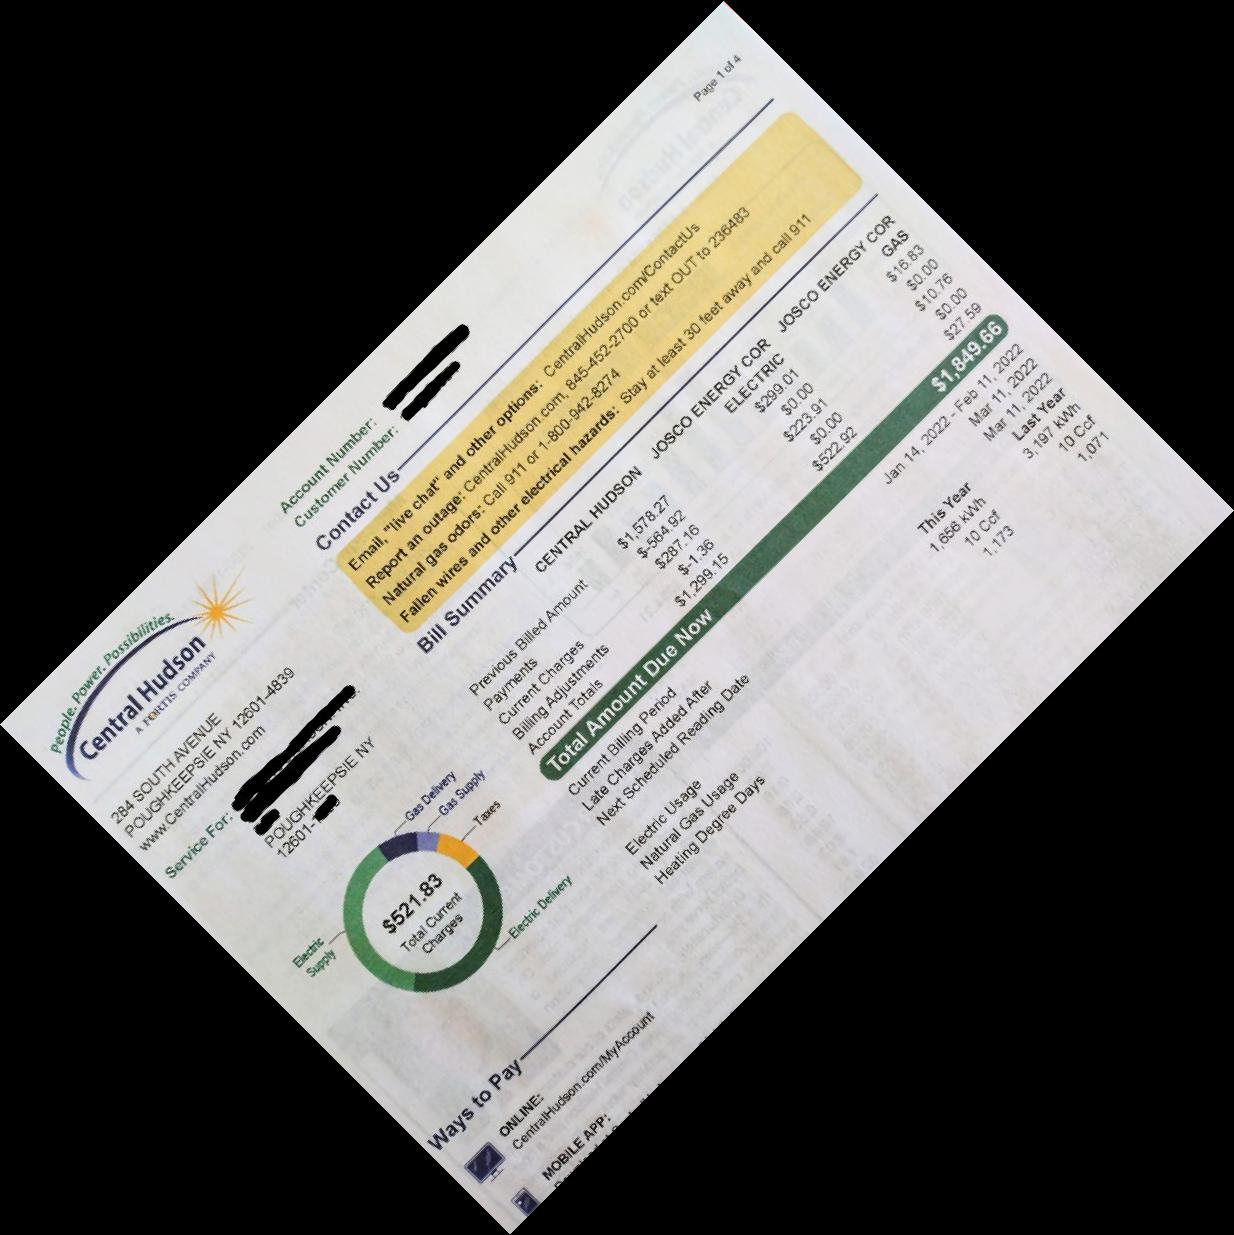 Page 1 of 4
People. Power. Possibilities.
Central Hudson
A FORTIS COMPANY
284 SOUTH AVENUE
POUGHKEEPSIE NY 12601-4839
www.CentralHudson.com
Account Number:
Customer Number:
Service For:
POUGHKEEPSIE NY
12601-
Contact Us
Email, "live chat" and other options: CentralHudson.com/ContactUs
Report an outage: CentralHudson.com, 845-452-2700 or text OUT to 236483
Natural gas odors: Call 911 or 1-800-942-8274
Fallen wires and other electrical hazards: Stay at least 30 feet away and call 911
Bill Summary
CENTRAL HUDSON JOSCO ENERGY COR ELECTRIC JOSCO ENERGY COR GAS
Previous Billed Amount $1,578.27 $299.01 $16.83
Payments $-564.92 $0.00 $0.00
Current Charges $287.16 $223.91 $10.76
Billing Adjustments $-1.36 $0.00 $0.00
Account Totals $1,299.15 $522.92 $27.59
Total Amount Due Now $1,849.66
Current Billing Period Jan 14, 2022 - Feb 11, 2022
Late Charges Added After Mar 11, 2022
Next Scheduled Reading Date Mar 11, 2022
This Year Last Year
Electric Usage 1,656 kWh 3,197 kWh
Natural Gas Usage 10 Ccf 10 Ccf
Heating Degree Days 1,173 1,071
Gas Delivery
Gas Supply
Taxes
Electric Delivery
Electric
Supply
$521.83
Total Current
Charges
Ways to Pay
ONLINE:
CentralHudson.com/MyAccount
MOBILE APP: